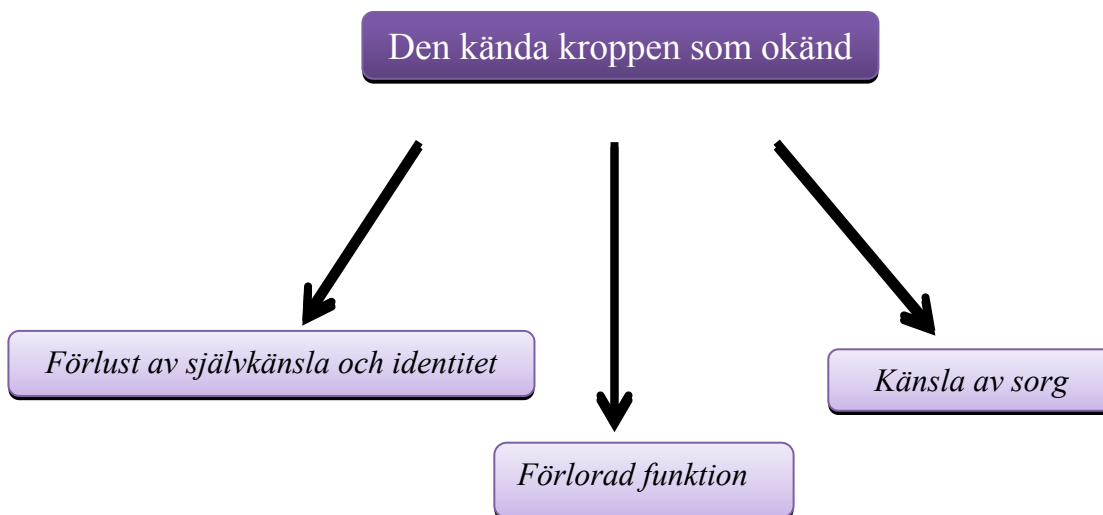 Den kända kroppen som okänd
Förlust av självkänsla och identitet
Känsla av sorg
Förlorad funktion